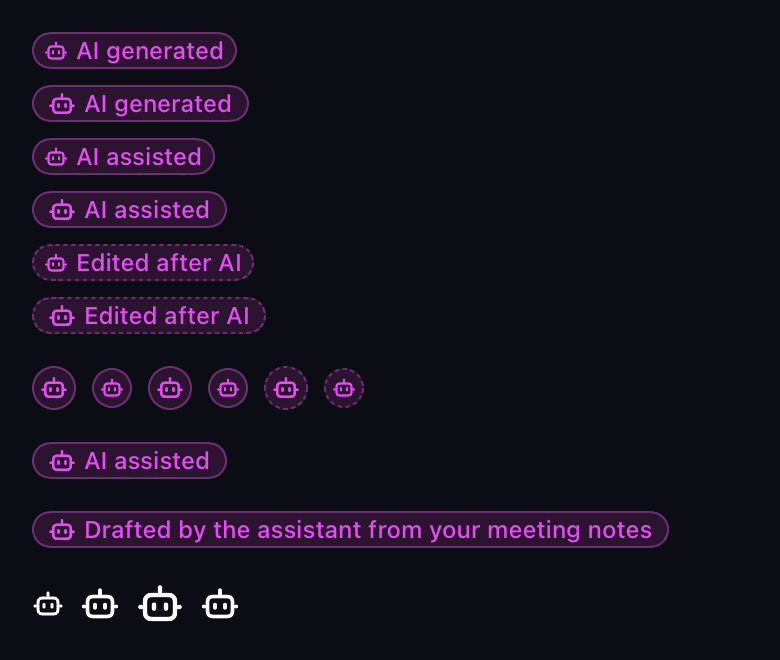 AI generated
AI generated
AI assisted
AI assisted
Edited after AI
Edited after AI
AI assisted
Drafted by the assistant from your meeting notes